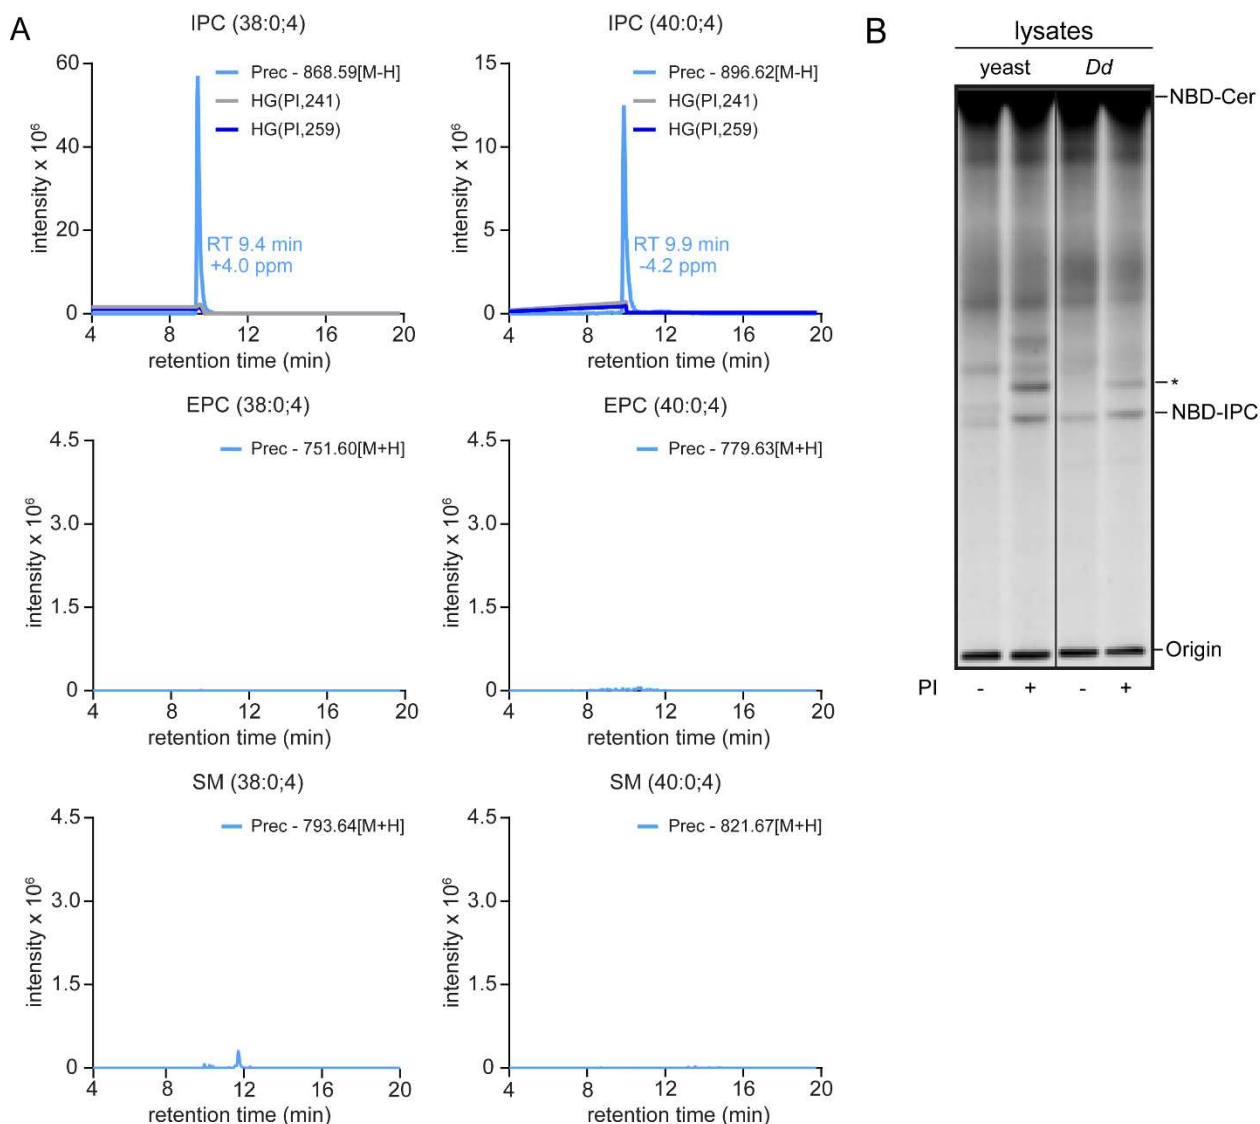 A
IPC (38:0;4)
60
40
20
0
intensity x 10⁶
Prec - 868.59[M-H]
HG(PI,241)
HG(PI,259)
RT 9.4 min
+4.0 ppm
4 8 12 16 20
retention time (min)
IPC (40:0;4)
15
10
5
0
intensity x 10⁶
Prec - 896.62[M-H]
HG(PI,241)
HG(PI,259)
RT 9.9 min
-4.2 ppm
4 8 12 16 20
retention time (min)
EPC (38:0;4)
4.5
3.0
1.5
0
intensity x 10⁶
Prec - 751.60[M+H]
4 8 12 16 20
retention time (min)
EPC (40:0;4)
4.5
3.0
1.5
0
intensity x 10⁶
Prec - 779.63[M+H]
4 8 12 16 20
retention time (min)
SM (38:0;4)
4.5
3.0
1.5
0
intensity x 10⁶
Prec - 793.64[M+H]
4 8 12 16 20
retention time (min)
SM (40:0;4)
4.5
3.0
1.5
0
intensity x 10⁶
Prec - 821.67[M+H]
4 8 12 16 20
retention time (min)
B
lysates
yeast Dd
NBD-Cer
*
NBD-IPC
Origin
PI - + - +